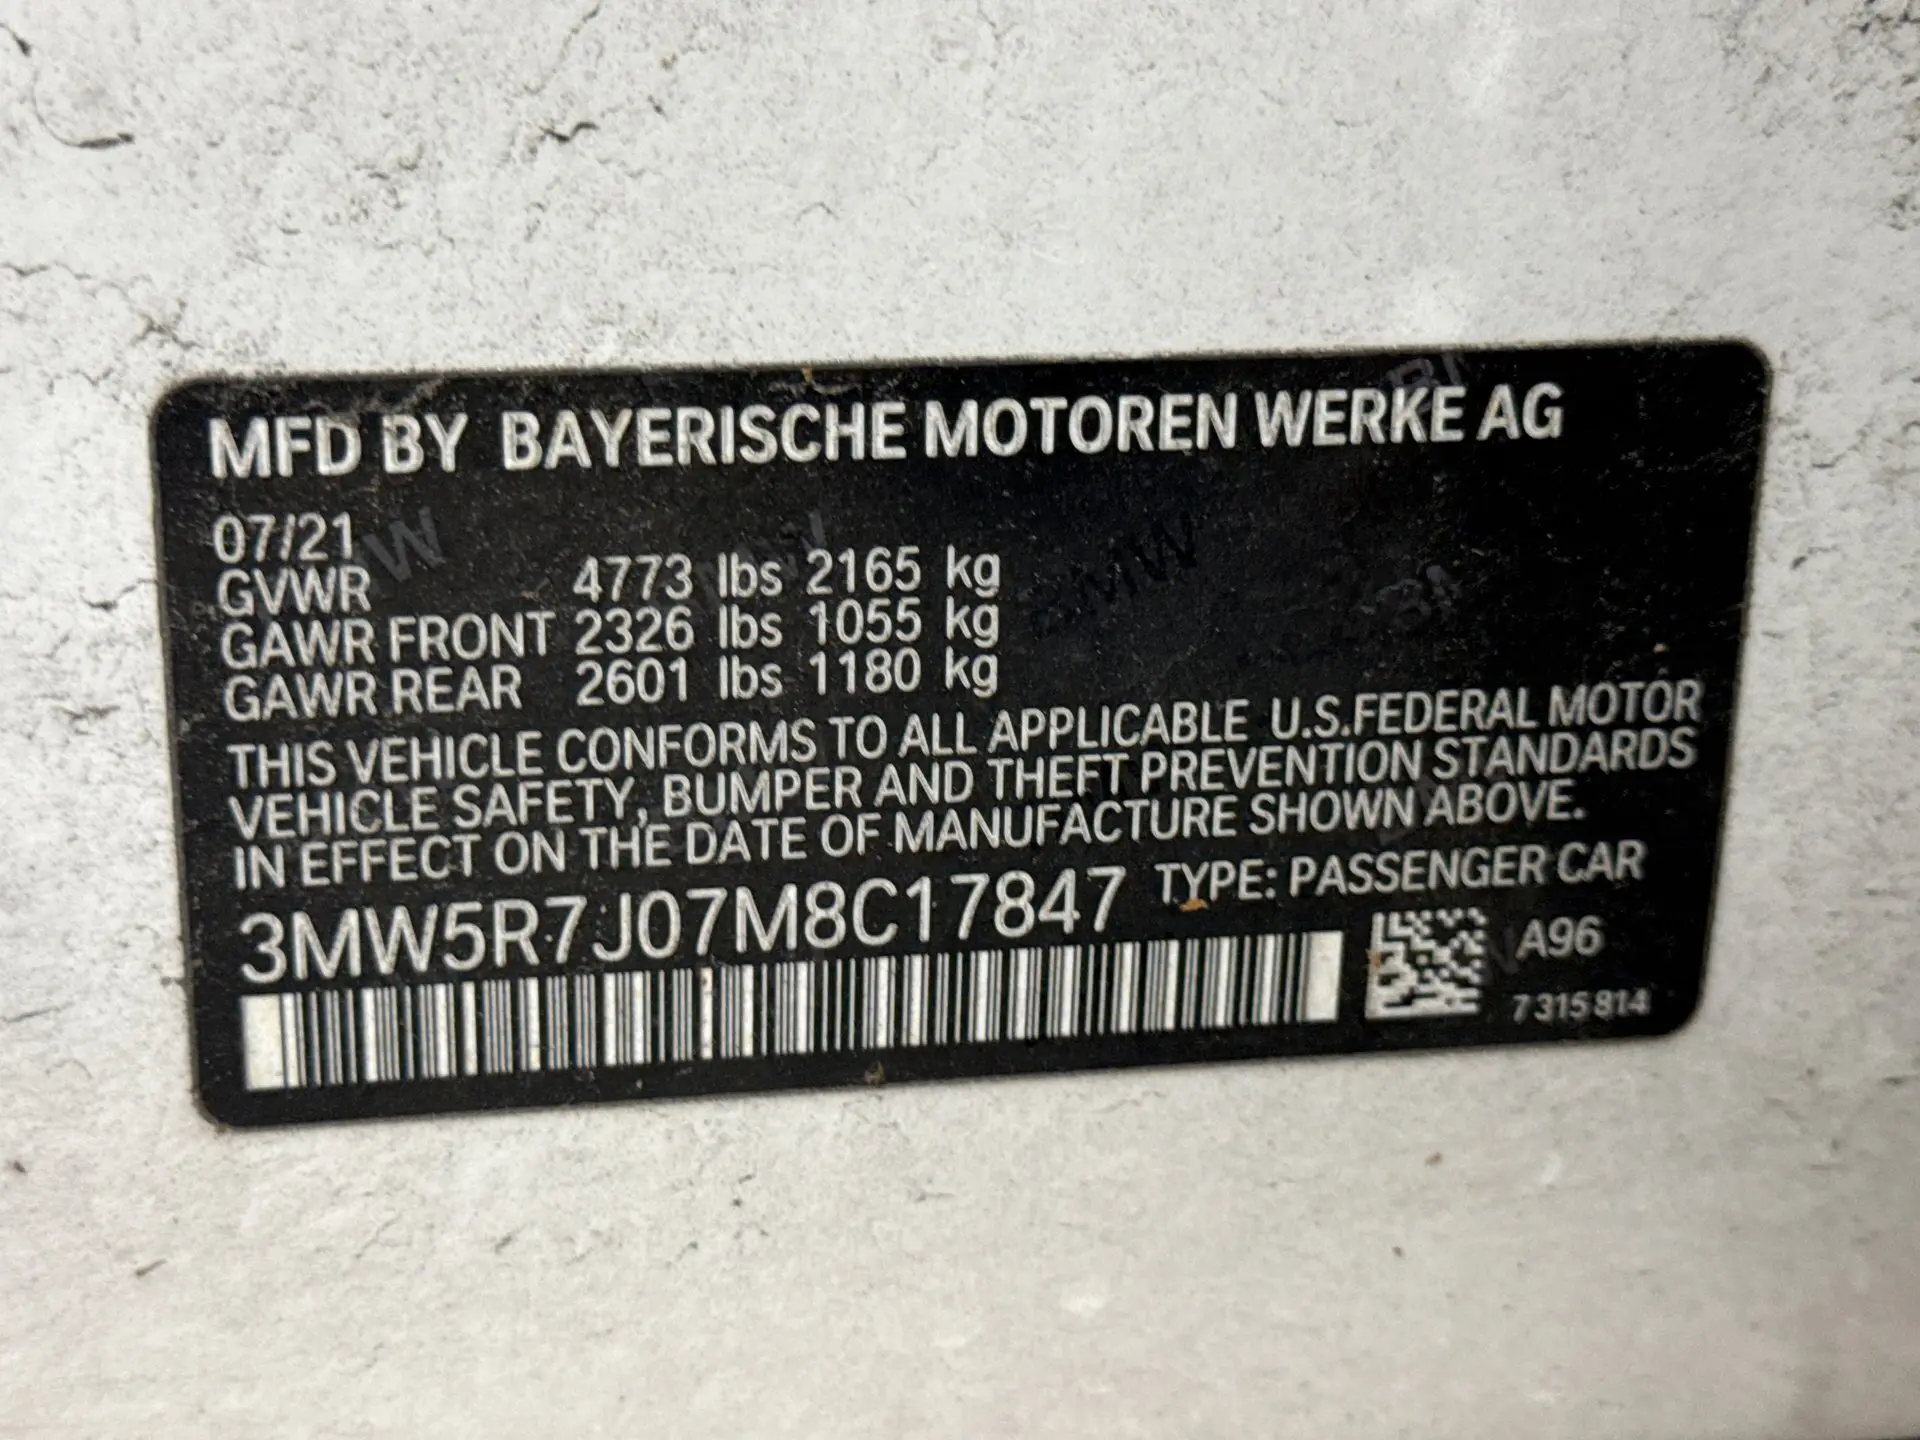 MFD BY BAYERISCHE MOTOREN WERKE AG
07/21
GVWR 4773 lbs 2165 kg
GAWR FRONT 2326 lbs 1055 kg
GAWR REAR 2601 lbs 1180 kg
THIS VEHICLE CONFORMS TO ALL APPLICABLE U.S.FEDERAL MOTOR
VEHICLE SAFETY, BUMPER AND THEFT PREVENTION STANDARDS
IN EFFECT ON THE DATE OF MANUFACTURE SHOWN ABOVE.
3MW5R7J07M8C17847 TYPE: PASSENGER CAR
A96
7 315 814